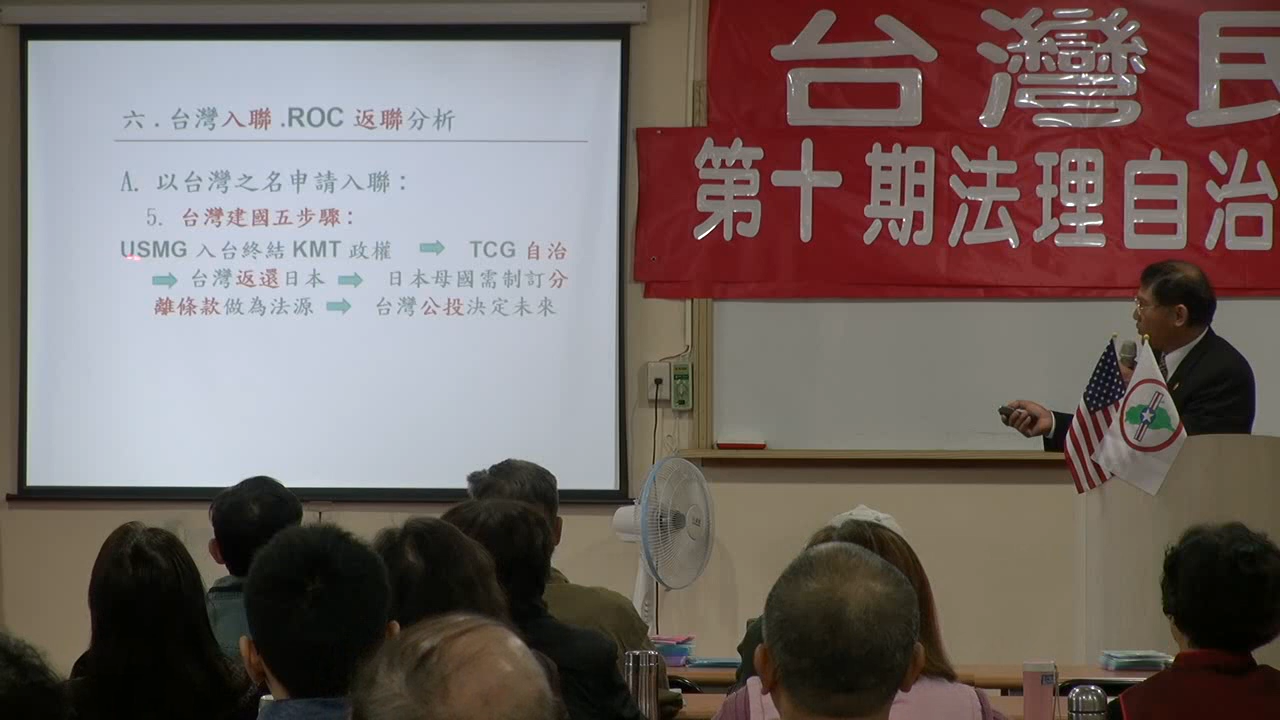 六 . 台灣入聯 .ROC 返聯分析
A. 以台灣之名申請入聯：
5. 台灣建國五步驟：
USMG 入台終結 KMT 政權 ➡ TCG 自治
➡ 台灣返還日本 ➡ 日本母國需制訂分
離條款做為法源 ➡ 台灣公投決定未來
台灣民
第十期法理自治